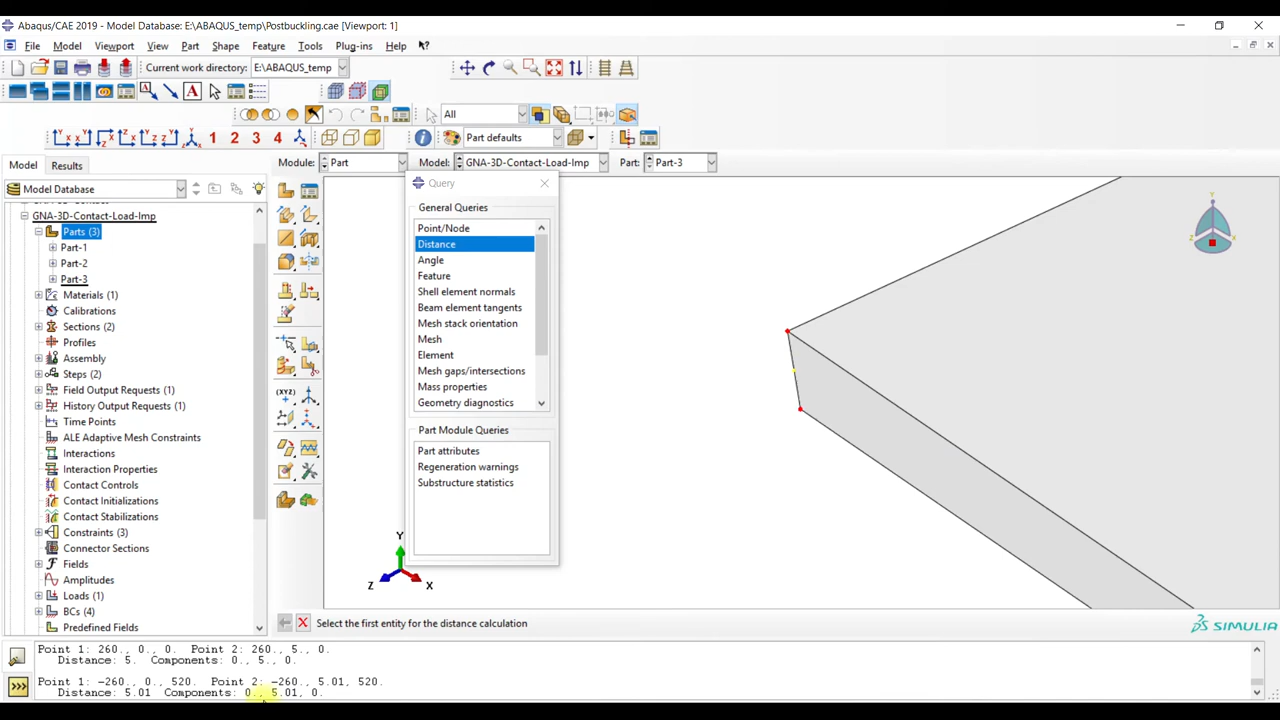 Abaqus/CAE 2019 - Model Database: E:\ABAQUS_temp\Postbuckling.cae [Viewport: 1]
File Model Viewport View Part Shape Feature Tools Plug-ins Help
Current work directory: E:\ABAQUS_temp
A
All
1 2 3 4 Part defaults
Model Results Module: Part Model: GNA-3D-Contact-Load-Imp Part: Part-3
Model Database
Query
General Queries
Point/Node
Distance
Angle
Feature
Shell element normals
Beam element tangents
Mesh stack orientation
Mesh
Element
Mesh gaps/intersections
Mass properties
Geometry diagnostics
Part Module Queries
Part attributes
Regeneration warnings
Substructure statistics
GNA-3D-Contact-Load-Imp
Parts (3)
Part-1
Part-2
Part-3
Materials (1)
Calibrations
Sections (2)
Profiles
Assembly
Steps (2)
Field Output Requests (1)
History Output Requests (1)
Time Points
ALE Adaptive Mesh Constraints
Interactions
Interaction Properties
Contact Controls
Contact Initializations
Contact Stabilizations
Constraints (3)
Connector Sections
Fields
Amplitudes
Loads (1)
BCs (4)
Predefined Fields
(XYZ)
Y
Z X
Y
Z X
Select the first entity for the distance calculation
SIMULIA
Point 1: 260., 0., 0. Point 2: 260., 5., 0.
Distance: 5. Components: 0., 5., 0.
Point 1: -260., 0., 520. Point 2: -260., 5.01, 520.
Distance: 5.01 Components: 0., 5.01, 0.
>>>